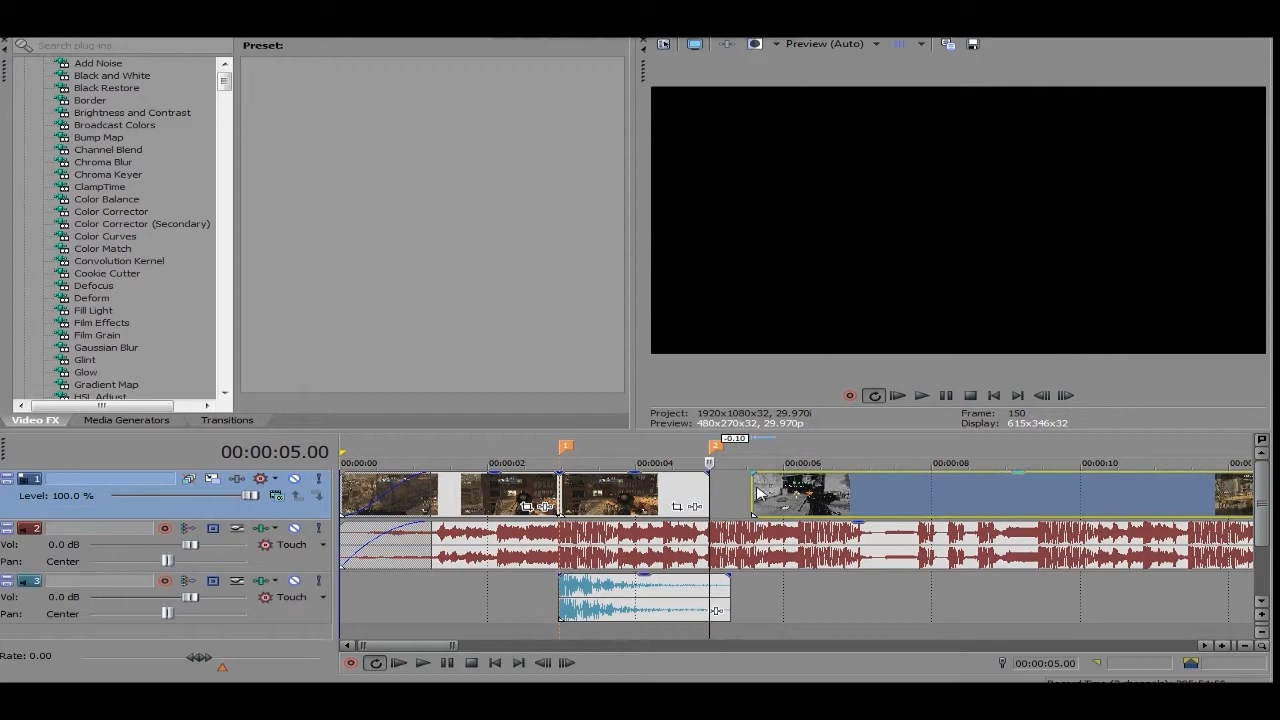 Search plug-ins
Preset:
Preview (Auto)
Add Noise
Black and White
Black Restore
Border
Brightness and Contrast
Broadcast Colors
Bump Map
Channel Blend
Chroma Blur
Chroma Keyer
ClampTime
Color Balance
Color Corrector
Color Corrector (Secondary)
Color Curves
Color Match
Convolution Kernel
Cookie Cutter
Defocus
Deform
Fill Light
Film Effects
Film Grain
Gaussian Blur
Glint
Glow
Gradient Map
HSL Adjust
Video FX
Media Generators
Transitions
Project: 1920x1080x32, 29.970i
Frame: 150
Preview: 480x270x32, 29.970p
Display: 615x346x32
-0.10
1
2
00:00:05.00
00:00:00
00:00:02
00:00:04
00:00:06
00:00:08
00:00:10
1
Level: 100.0 %
2
Vol: 0.0 dB
Touch
Pan: Center
3
Vol: 0.0 dB
Touch
Pan: Center
Rate: 0.00
00:00:05.00